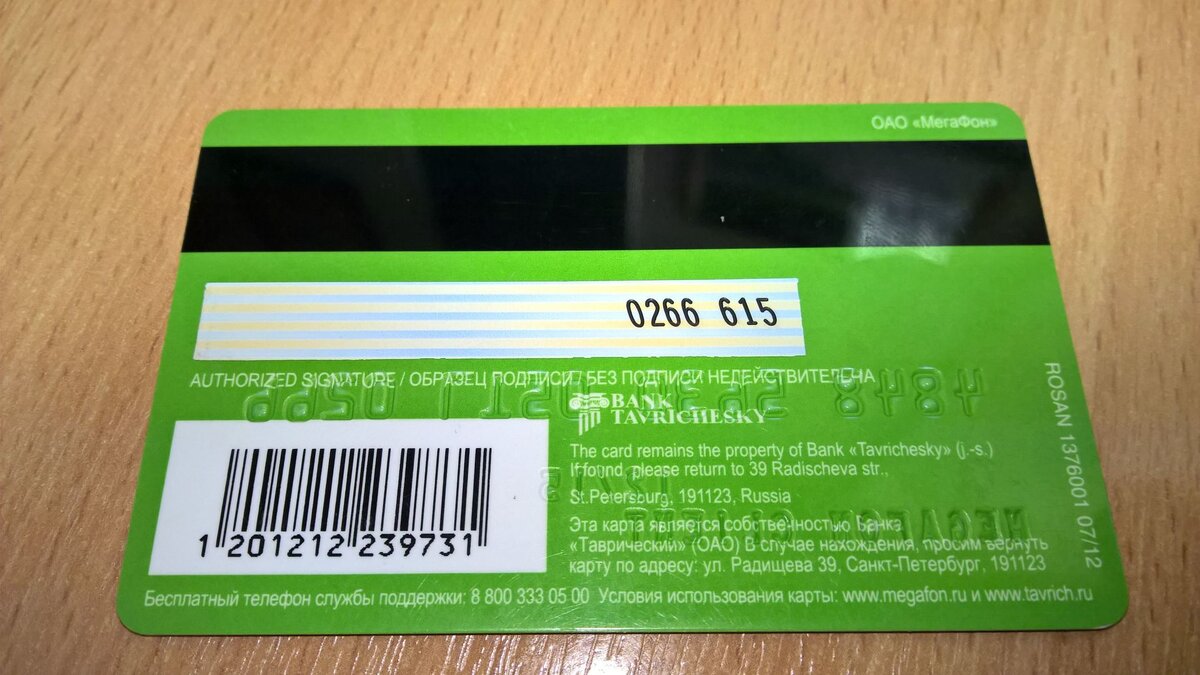 ОАО «МегаФон»
0266 615
AUTHORIZED SIGNATURE / ОБРАЗЕЦ ПОДПИСИ / БЕЗ ПОДПИСИ НЕДЕЙСТВИТЕЛЕНА
BANK
TAVRICHESKY
The card remains the property of Bank «Tavrichesky» (j.-s.)
If found, please return to 39 Radischeva str.,
St.Petersburg, 191123, Russia
Эта карта является собственностью Банка
«Таврический» (ОАО) В случае нахождения, просим вернуть
карту по адресу: ул. Радищева 39, Санкт-Петербург, 191123
1 201212 239731
Бесплатный телефон службы поддержки: 8 800 333 05 00 Условия использования карты: www.megafon.ru и www.tavrich.ru
ROSAN 1376001 07/12